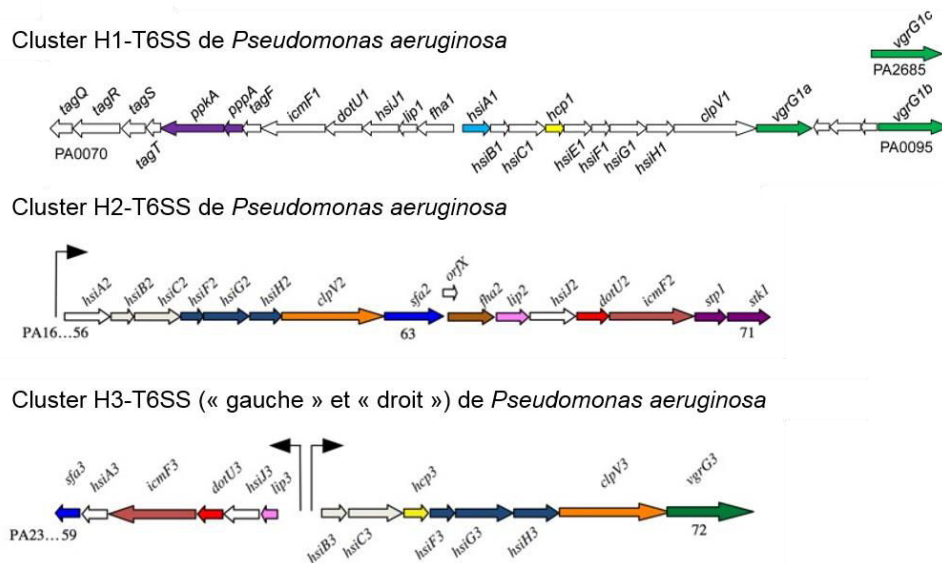 Cluster H1-T6SS de Pseudomonas aeruginosa
vgrG1c
PA2685
tagQ tagR tagS ppkA pppA tagF icmF1 dotU1 hsiJ1 lip1 fha1 hsiA1 hcp1 clpV1 vgrG1a vgrG1b
PA0070 tagT hsiB1 hsiC1 hsiE1 hsiF1 hsiG1 hsiH1 PA0095
Cluster H2-T6SS de Pseudomonas aeruginosa
hsiA2 hsiB2 hsiC2 hsiF2 hsiG2 hsiH2 clpV2 sfa2 orfX fha2 lip2 hsiJ2 dotU2 icmF2 stp1 stk1
PA16...56 63 71
Cluster H3-T6SS (« gauche » et « droit ») de Pseudomonas aeruginosa
sfa3 hsiA3 icmF3 dotU3 hsiJ3 lip3 hcp3 clpV3 vgrG3
PA23...59 hsiB3 hsiC3 hsiF3 hsiG3 hsiH3 72